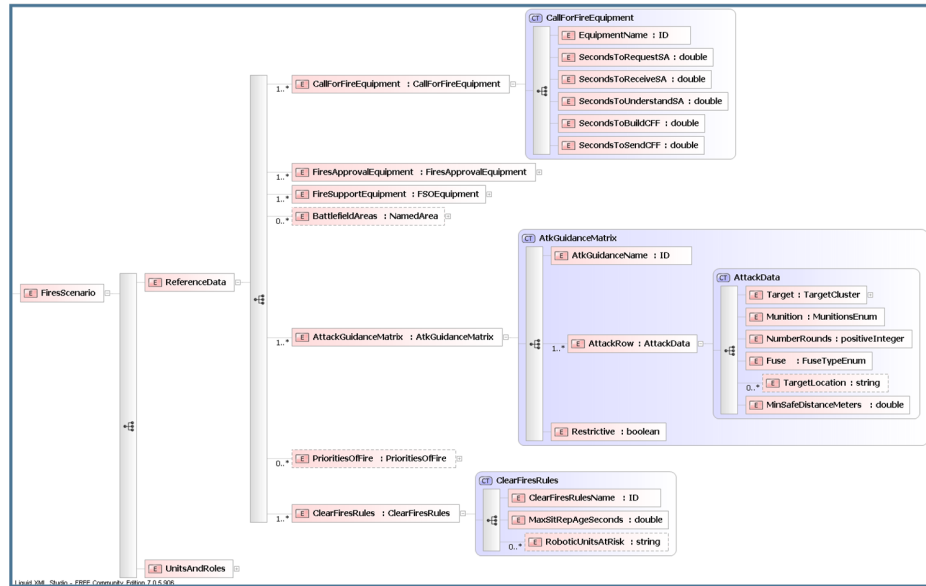 CT CallForFireEquipment
E EquipmentName : ID
E SecondsToRequestSA : double
1..* E CallForFireEquipment : CallForFireEquipment
E SecondsToReceiveSA : double
E SecondsToUnderstandSA : double
E SecondsToBuildCFF : double
E SecondsToSendCFF : double
1..* E FiresApprovalEquipment : FiresApprovalEquipment
1..* E FireSupportEquipment : FSOEquipment
0..* E BattlefieldAreas : NamedArea
CT AtkGuidanceMatrix
E AtkGuidanceName : ID
CT AttackData
E ReferenceData
E FiresScenario
E Target : TargetCluster
E Munition : MunitionsEnum
1..* E AttackGuidanceMatrix : AtkGuidanceMatrix
1..* E AttackRow : AttackData
E NumberRounds : positiveInteger
E Fuse : FuseTypeEnum
0..* E TargetLocation : string
E MinSafeDistanceMeters : double
E Restrictive : boolean
0..* E PrioritiesOfFire : PrioritiesOfFire
CT ClearFiresRules
E ClearFiresRulesName : ID
1..* E ClearFiresRules : ClearFiresRules
E MaxSitRepAgeSeconds : double
0..* E RoboticUnitsAtRisk : string
E UnitsAndRoles
Liquid XML Studio - FREE Community Edition 7.0.5.906